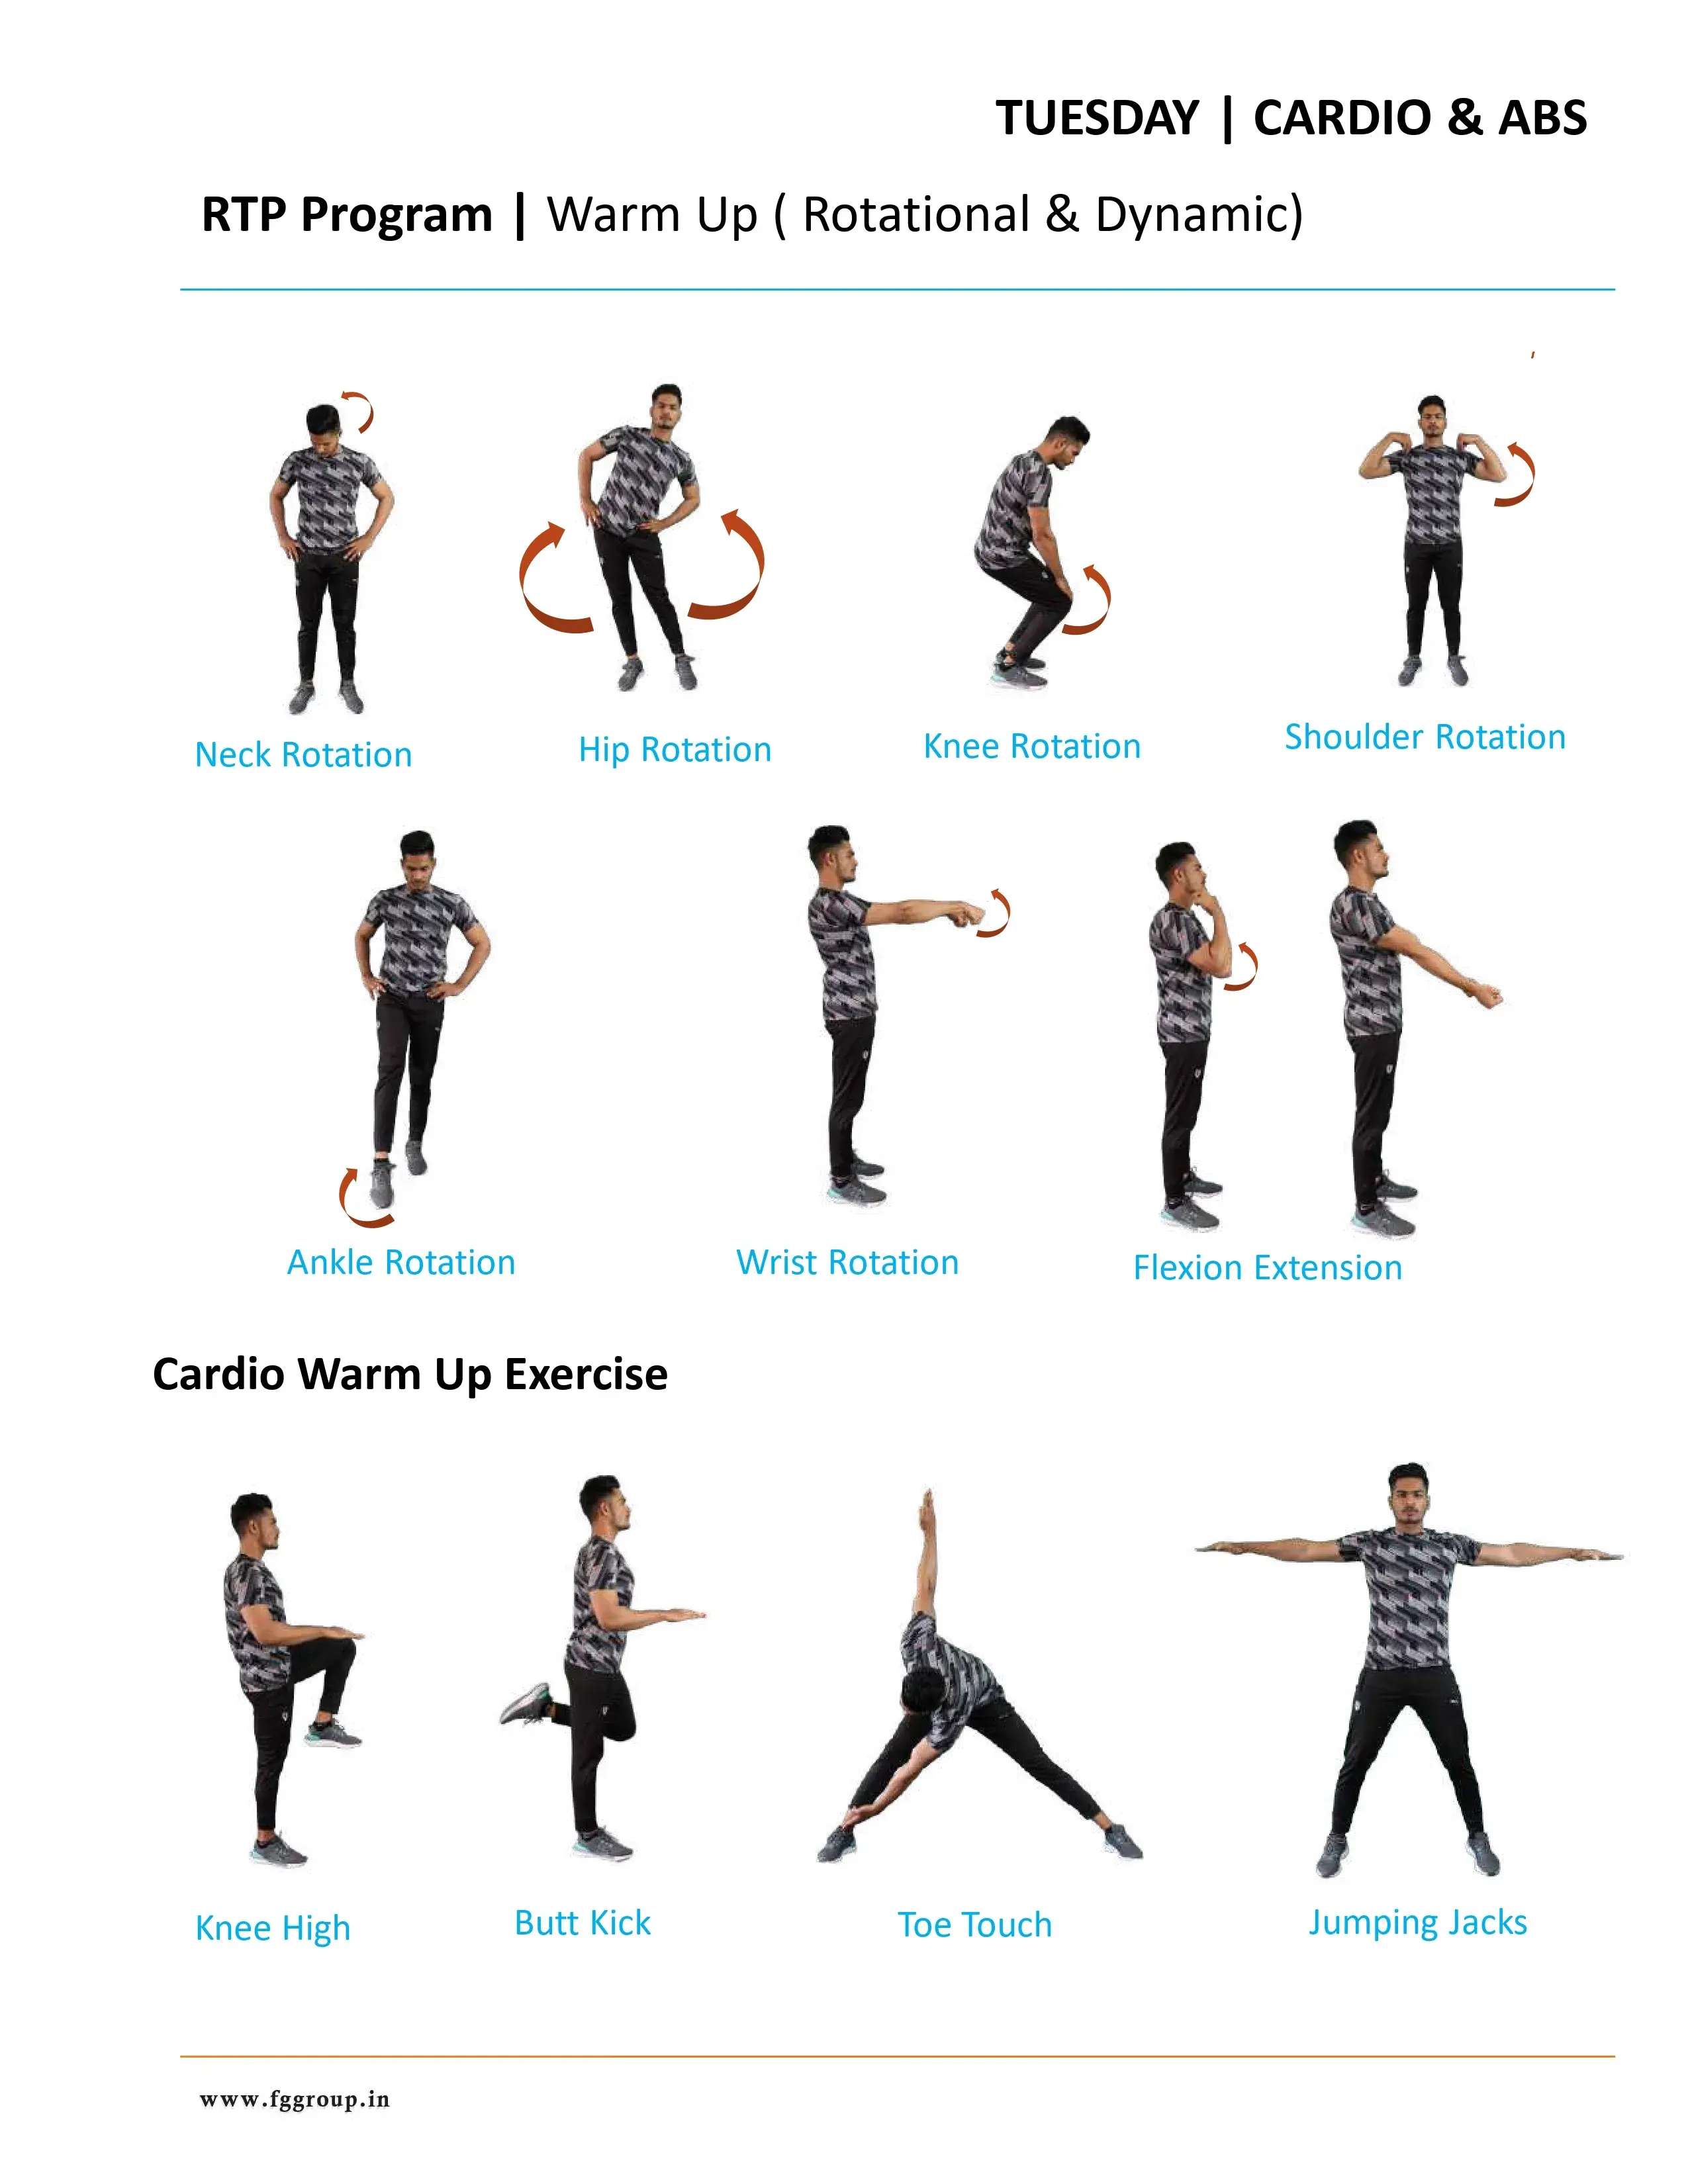 TUESDAY | CARDIO & ABS
RTP Program | Warm Up ( Rotational & Dynamic)
Neck Rotation
Hip Rotation
Knee Rotation
Shoulder Rotation
Ankle Rotation
Wrist Rotation
Flexion Extension
Cardio Warm Up Exercise
Knee High
Butt Kick
Toe Touch
Jumping Jacks
www.fggroup.in